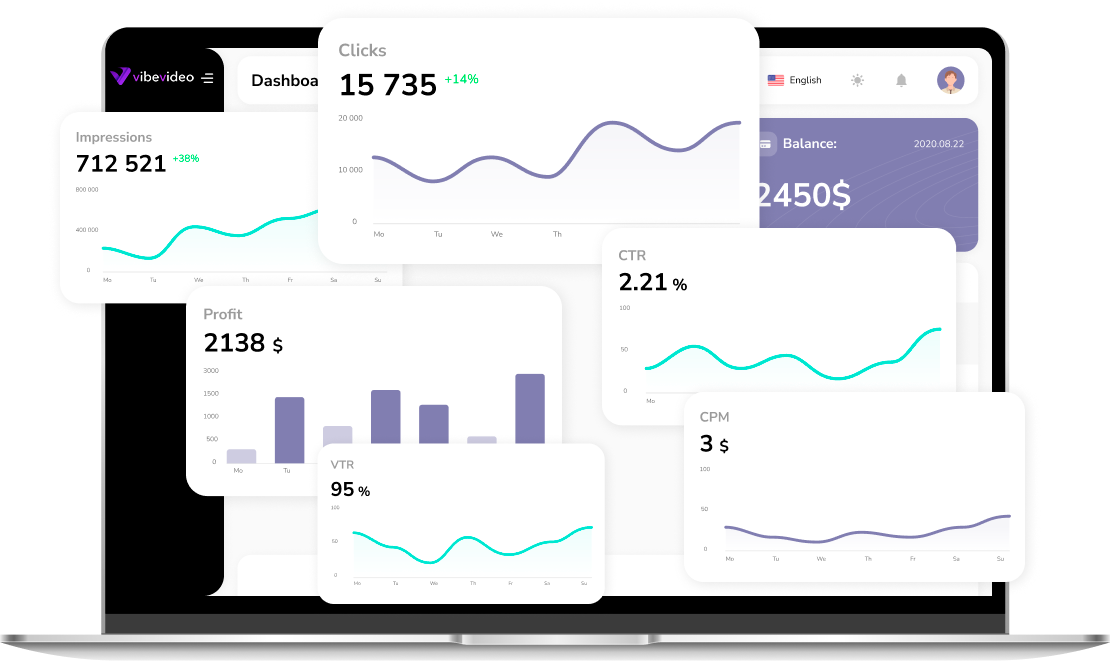 vibevideo
Dashboa
English
Clicks
15 735 +14%
20 000
10 000
0
Mo Tu We Th
Impressions
712 521 +38%
800 000
400 000
0
Mo Tu We Th Fr Sa Su
Balance:
2020.08.22
2450$
CTR
2.21 %
100
50
0
Mo
Profit
2138 $
3000
1500
1000
500
0
Mo Tu
CPM
3 $
100
50
0
Mo Tu We Th Fr Sa Su
VTR
95 %
100
50
0
Mo Tu We Th Fr Sa Su